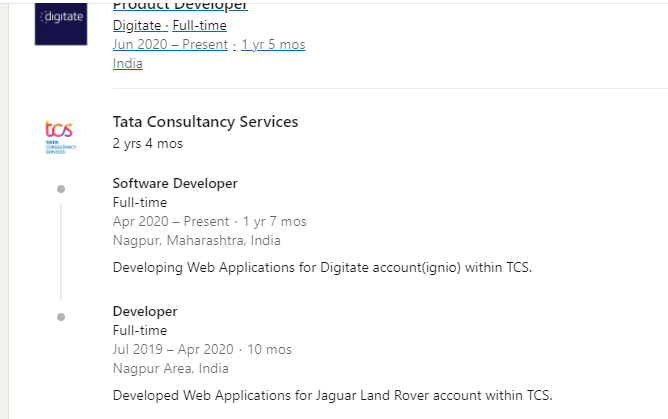 digitate
Product Developer
Digitate · Full-time
Jun 2020 – Present · 1 yr 5 mos
India
tcs
TATA
CONSULTANCY
SERVICES
Tata Consultancy Services
2 yrs 4 mos
Software Developer
Full-time
Apr 2020 – Present · 1 yr 7 mos
Nagpur, Maharashtra, India
Developing Web Applications for Digitate account(ignio) within TCS.
Developer
Full-time
Jul 2019 – Apr 2020 · 10 mos
Nagpur Area, India
Developed Web Applications for Jaguar Land Rover account within TCS.